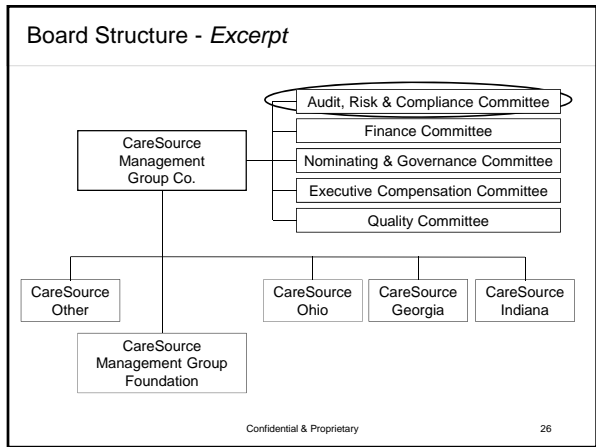 Board Structure - Excerpt
Audit, Risk & Compliance Committee
Finance Committee
CareSource
Management
Group Co.
Nominating & Governance Committee
Executive Compensation Committee
Quality Committee
CareSource
Other
CareSource
Ohio
CareSource
Georgia
CareSource
Indiana
CareSource
Management Group
Foundation
Confidential & Proprietary
26